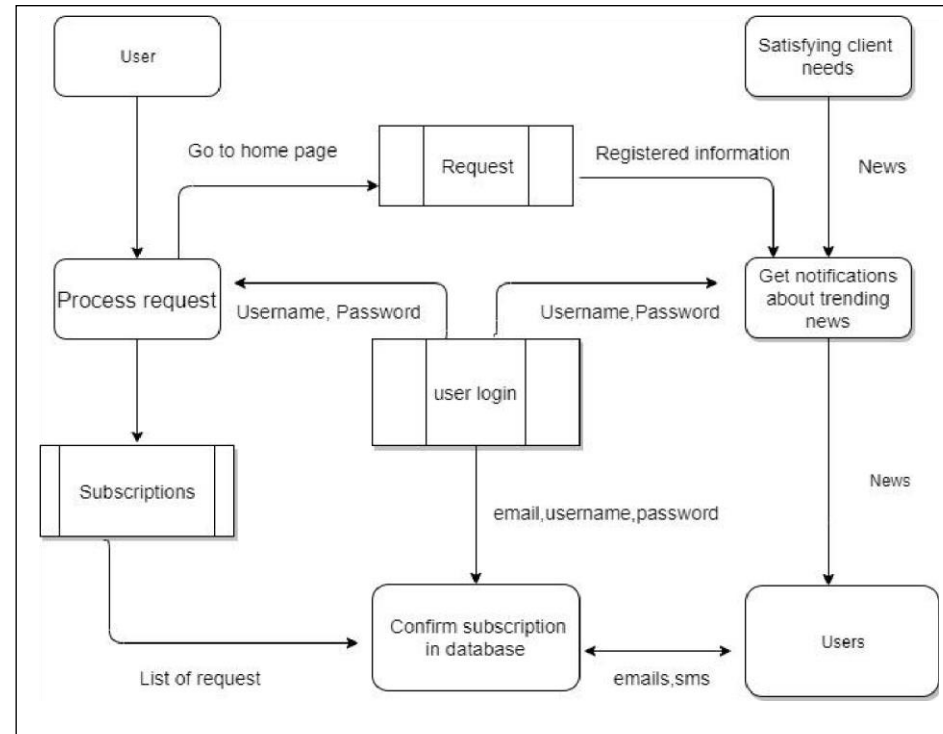 User
Satisfying client
needs
Go to home page
Request
Registered information
News
Process request
Get notifications
about trending
news
Username, Password
Username,Password
user login
Subscriptions
News
email,username,password
Confirm subscription
in database
Users
List of request
emails,sms